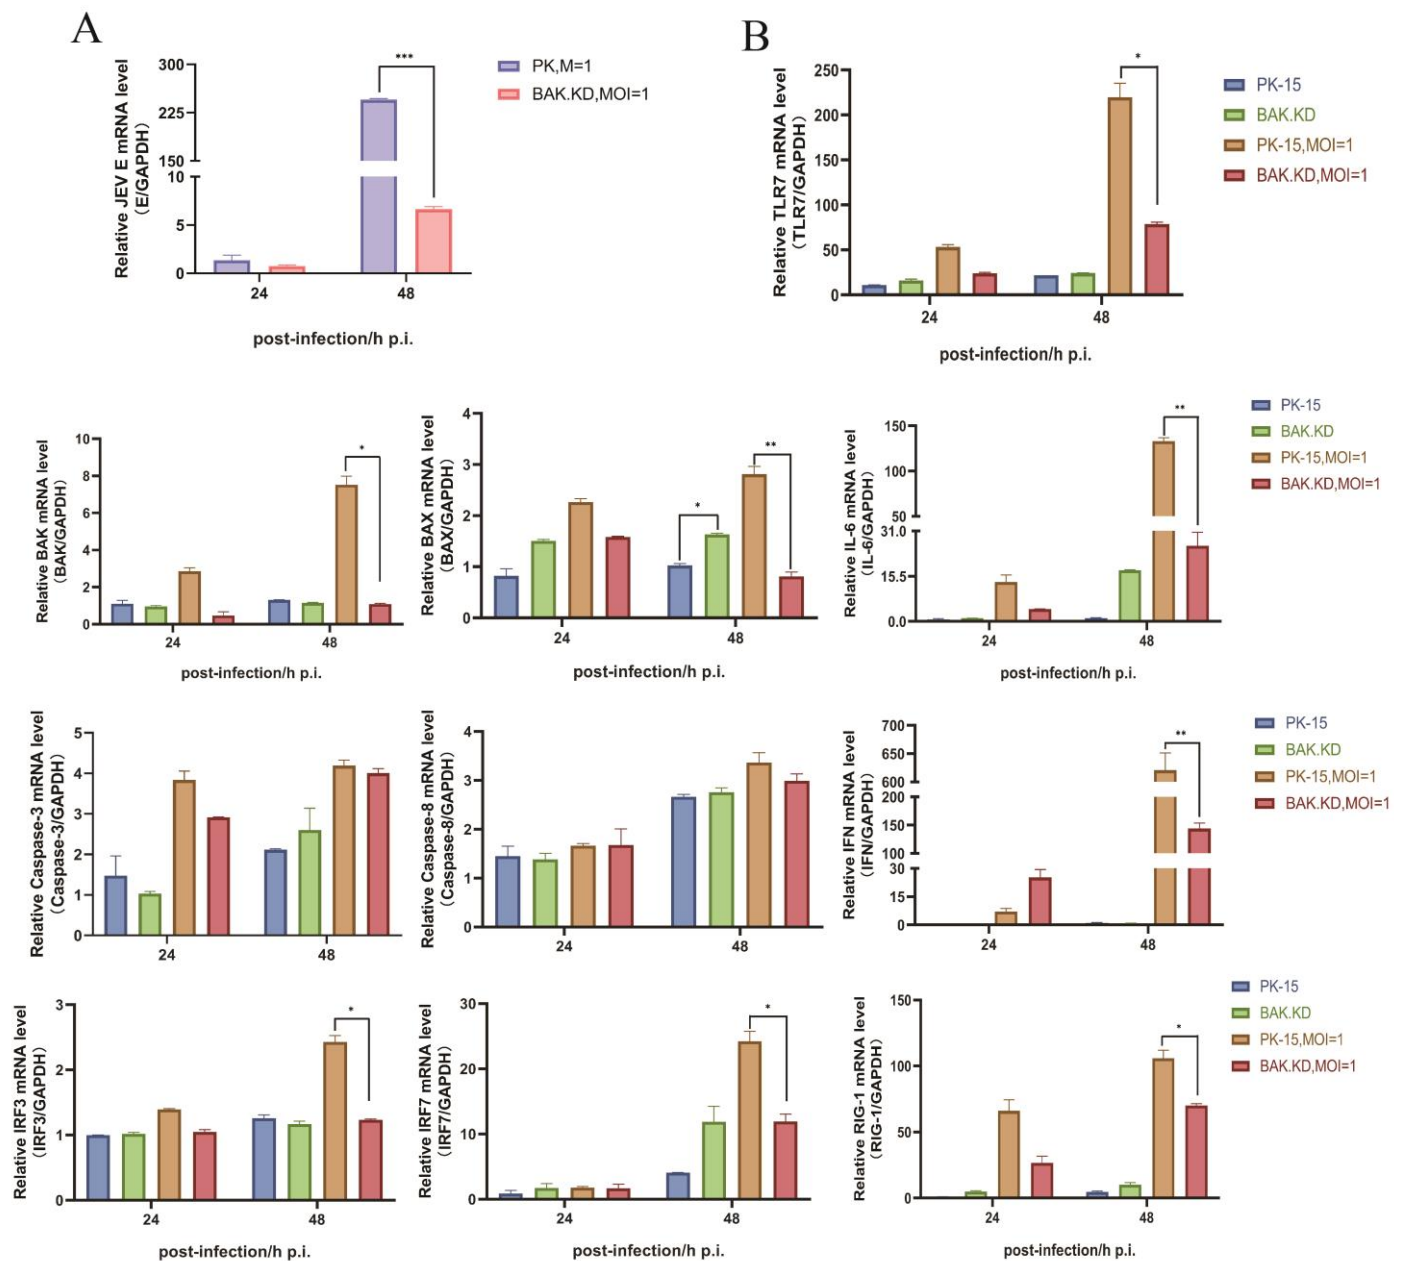 A
Relative JEV E mRNA level
(E/GAPDH)
300
225
150
10
5
0
***
24
48
post-infection/h p.i.
PK,M=1
BAK.KD,MOI=1
B
Relative TLR7 mRNA level
(TLR7/GAPDH)
250
200
150
100
50
0
*
24
48
post-infection/h p.i.
PK-15
BAK.KD
PK-15,MOI=1
BAK.KD,MOI=1
Relative BAK mRNA level
(BAK/GAPDH)
10
8
6
4
2
0
*
24
48
post-infection/h p.i.
Relative BAX mRNA level
(BAX/GAPDH)
4
3
2
1
0
*
**
24
48
post-infection/h p.i.
Relative IL-6 mRNA level
(IL-6/GAPDH)
150
100
50
31.0
15.5
0.0
**
24
48
post-infection/h p.i.
PK-15
BAK.KD
PK-15,MOI=1
BAK.KD,MOI=1
Relative Caspase-3 mRNA level
(Caspase-3/GAPDH)
5
4
3
2
1
0
24
48
Relative Caspase-8 mRNA level
(Caspase-8/GAPDH)
4
3
2
1
0
24
48
Relative IFN mRNA level
(IFN/GAPDH)
700
650
600
200
150
100
30
15
0
**
24
48
PK-15
BAK.KD
PK-15,MOI=1
BAK.KD,MOI=1
Relative IRF3 mRNA level
(IRF3/GAPDH)
3
2
1
0
*
24
48
post-infection/h p.i.
Relative IRF7 mRNA level
(IRF7/GAPDH)
30
20
10
0
*
24
48
post-infection/h p.i.
Relative RIG-1 mRNA level
(RIG-1/GAPDH)
150
100
50
0
*
24
48
post-infection/h p.i.
PK-15
BAK.KD
PK-15,MOI=1
BAK.KD,MOI=1